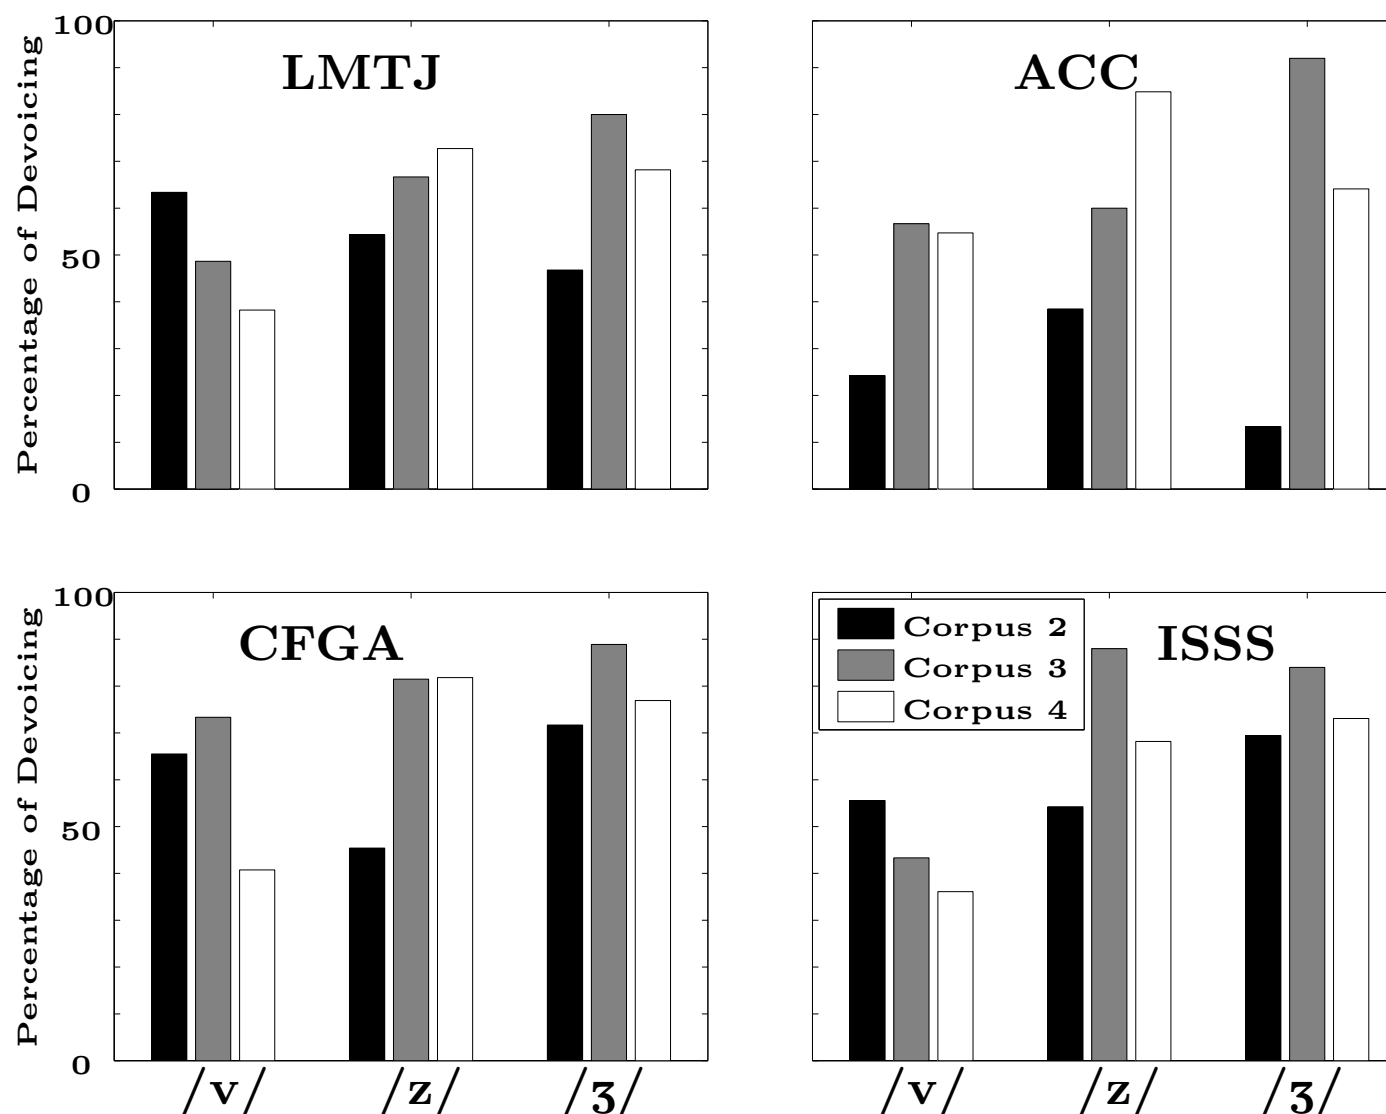 LMTJ
ACC
Percentage of Devoicing
100
50
0
CFGA
ISSS
Percentage of Devoicing
100
50
0
Corpus 2
Corpus 3
Corpus 4
/v/ /z/ /ʒ/
/v/ /z/ /ʒ/